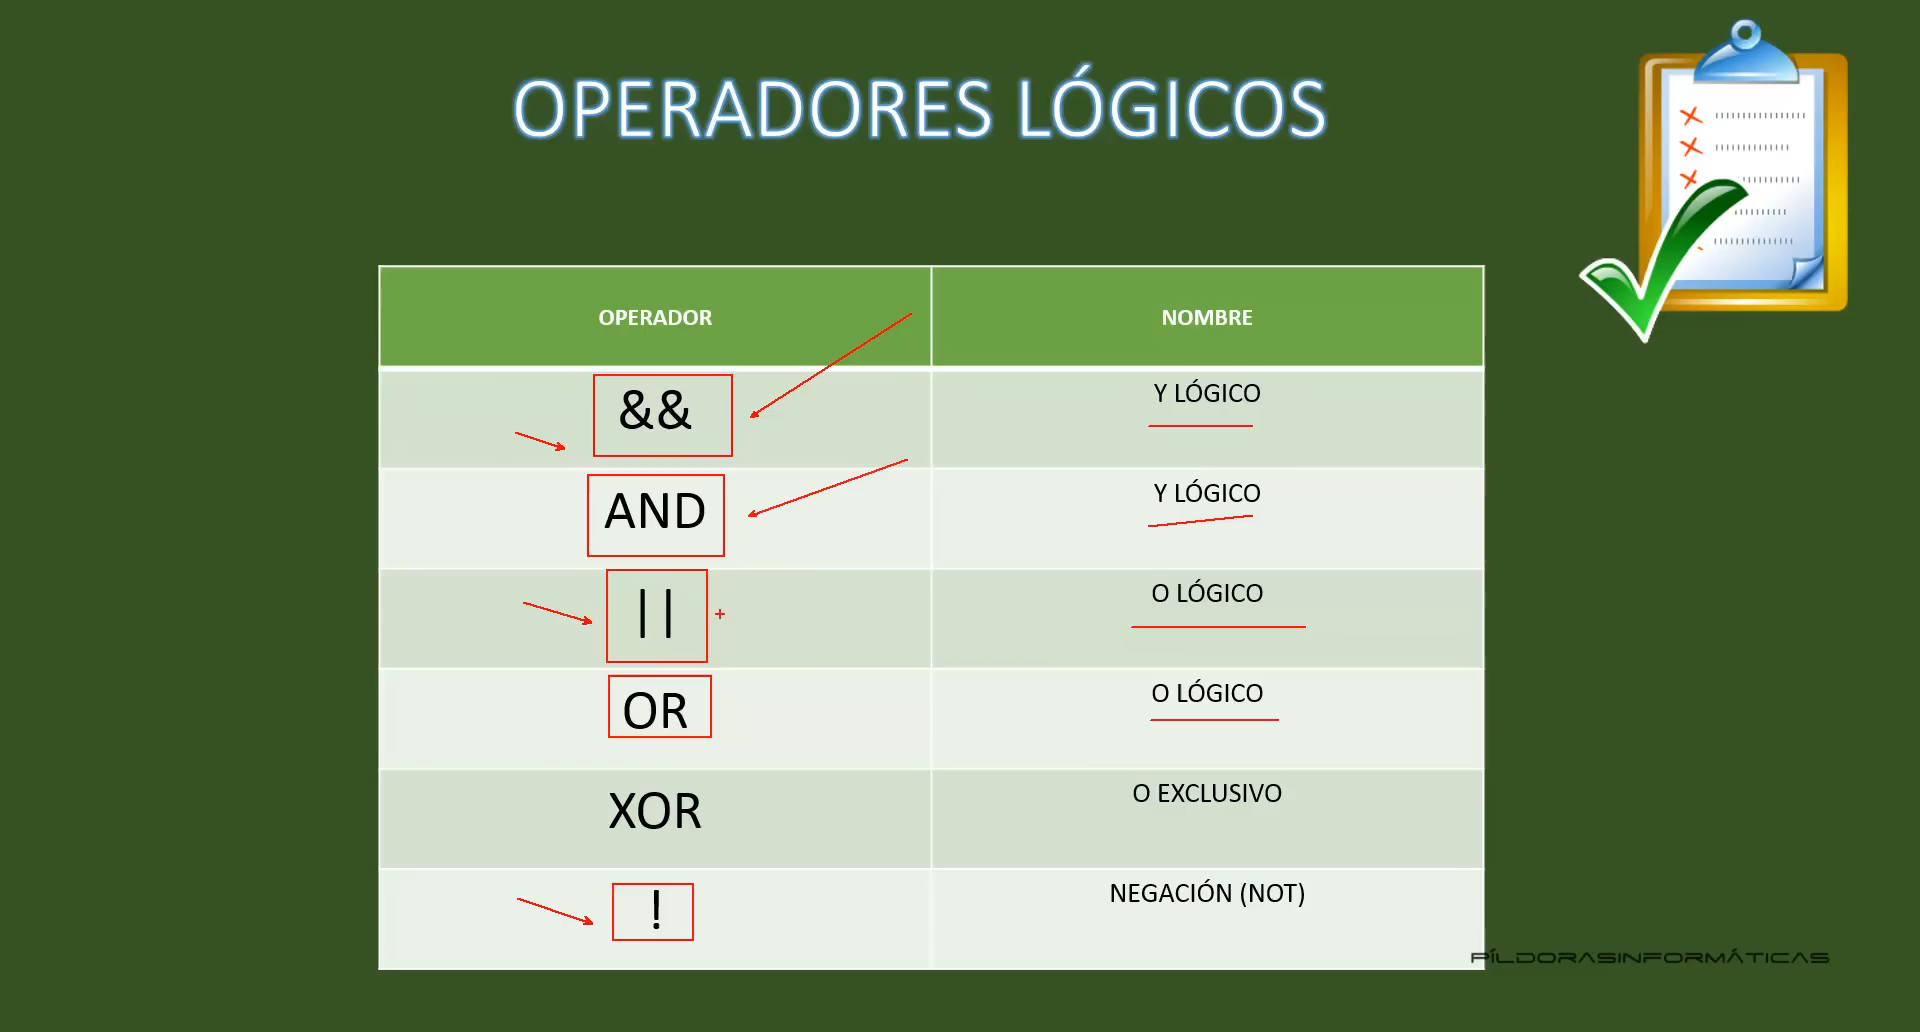 OPERADORES LÓGICOS
OPERADOR NOMBRE
&& Y LÓGICO
AND Y LÓGICO
|| O LÓGICO
OR O LÓGICO
XOR O EXCLUSIVO
! NEGACIÓN (NOT)
PÍLDORASINFORMÁTICAS